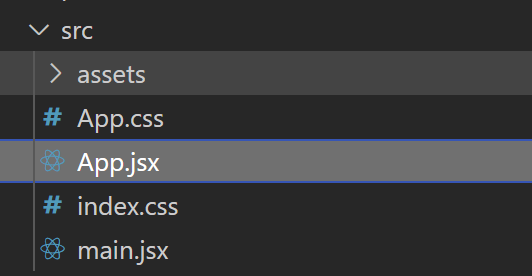 src
assets
App.css
App.jsx
index.css
main.jsx